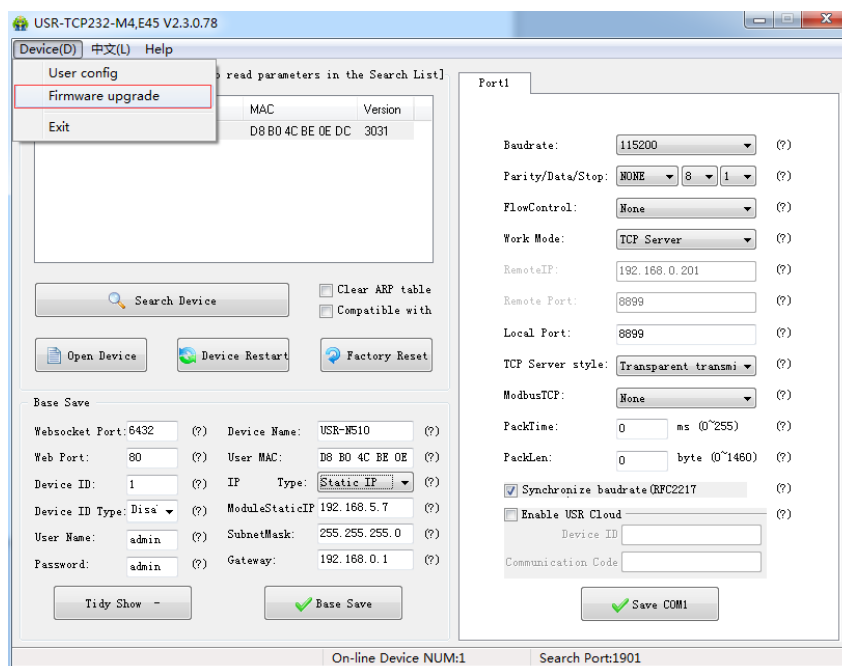 USR-TCP232-M4,E45 V2.3.0.78
Device(D) 中文(L) Help
User config
Firmware upgrade
Exit
read parameters in the Search List]
MAC Version
D8 B0 4C BE 0E DC 3031
Search Device
Clear ARP table
Compatible with
Open Device Device Restart Factory Reset
Base Save
Websocket Port: 6432 (?) Device Name: USR-N510 (?)
Web Port: 80 (?) User MAC: D8 B0 4C BE 0E (?)
Device ID: 1 (?) IP Type: Static IP (?)
Device ID Type: Disa (?) ModuleStaticIP 192.168.5.7 (?)
User Name: admin (?) SubnetMask: 255.255.255.0 (?)
Password: admin (?) Gateway: 192.168.0.1 (?)
Tidy Show - Base Save
Port1
Baudrate: 115200 (?)
Parity/Data/Stop: NONE 8 1 (?)
FlowControl: None (?)
Work Mode: TCP Server (?)
RemoteIP: 192.168.0.201 (?)
Remote Port: 8899 (?)
Local Port: 8899 (?)
TCP Server style: Transparent transmi (?)
ModbusTCP: None (?)
PackTime: 0 ms (0~255) (?)
PackLen: 0 byte (0~1460) (?)
Synchronize baudrate(RFC2217 (?)
Enable USR Cloud (?)
Device ID
Communication Code
Save COM1
On-line Device NUM:1 Search Port:1901